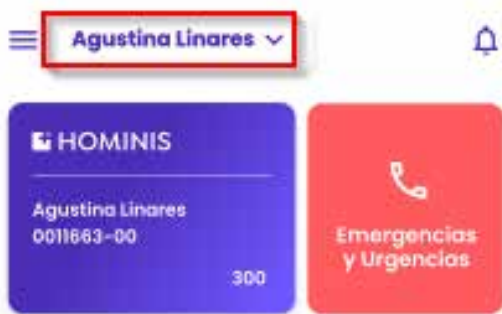 Agustina Linares
HOMINIS
Agustina Linares
0011663-00
300
Emergencias
y Urgencias